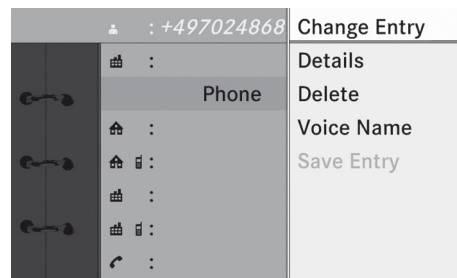 : +497024868
:
Phone
:
:
:
:
:
Change Entry
Details
Delete
Voice Name
Save Entry